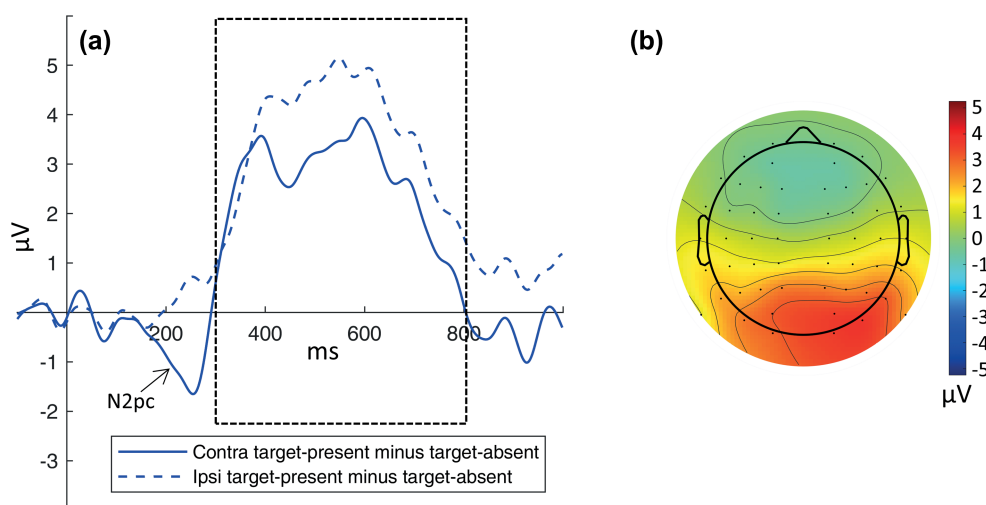 (a)
5
4
3
2
1
-1
-2
-3
μV
200
400
600
800
ms
N2pc
Contra target-present minus target-absent
Ipsi target-present minus target-absent
(b)
5
4
3
2
1
0
-1
-2
-3
-4
-5
μV